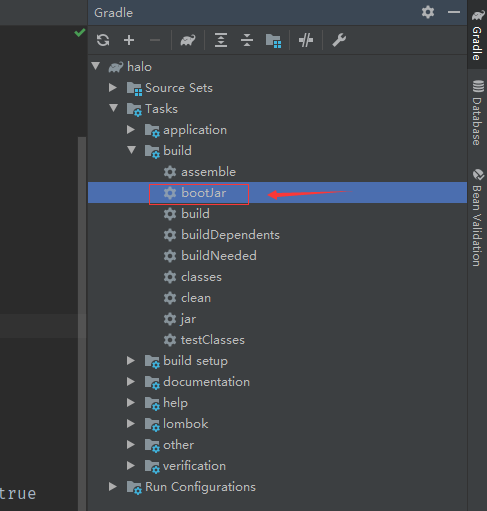 Gradle
halo
Source Sets
Tasks
application
build
assemble
bootJar
build
buildDependents
buildNeeded
classes
clean
jar
testClasses
build setup
documentation
help
lombok
other
verification
Run Configurations
true
Gradle
Database
Bean Validation